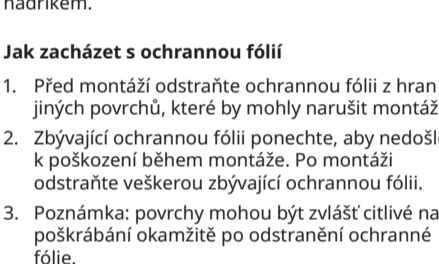 hadříkem.
Jak zacházet s ochrannou fólií
1. Před montáží odstraňte ochrannou fólii z hran
jiných povrchů, které by mohly narušit montáž
2. Zbývající ochrannou fólii ponechte, aby nedošlo
k poškození během montáže. Po montáži
odstraňte veškerou zbývající ochrannou fólii.
3. Poznámka: povrchy mohou být zvlášť citlivé na
poškrábání okamžitě po odstranění ochranné
fólie.